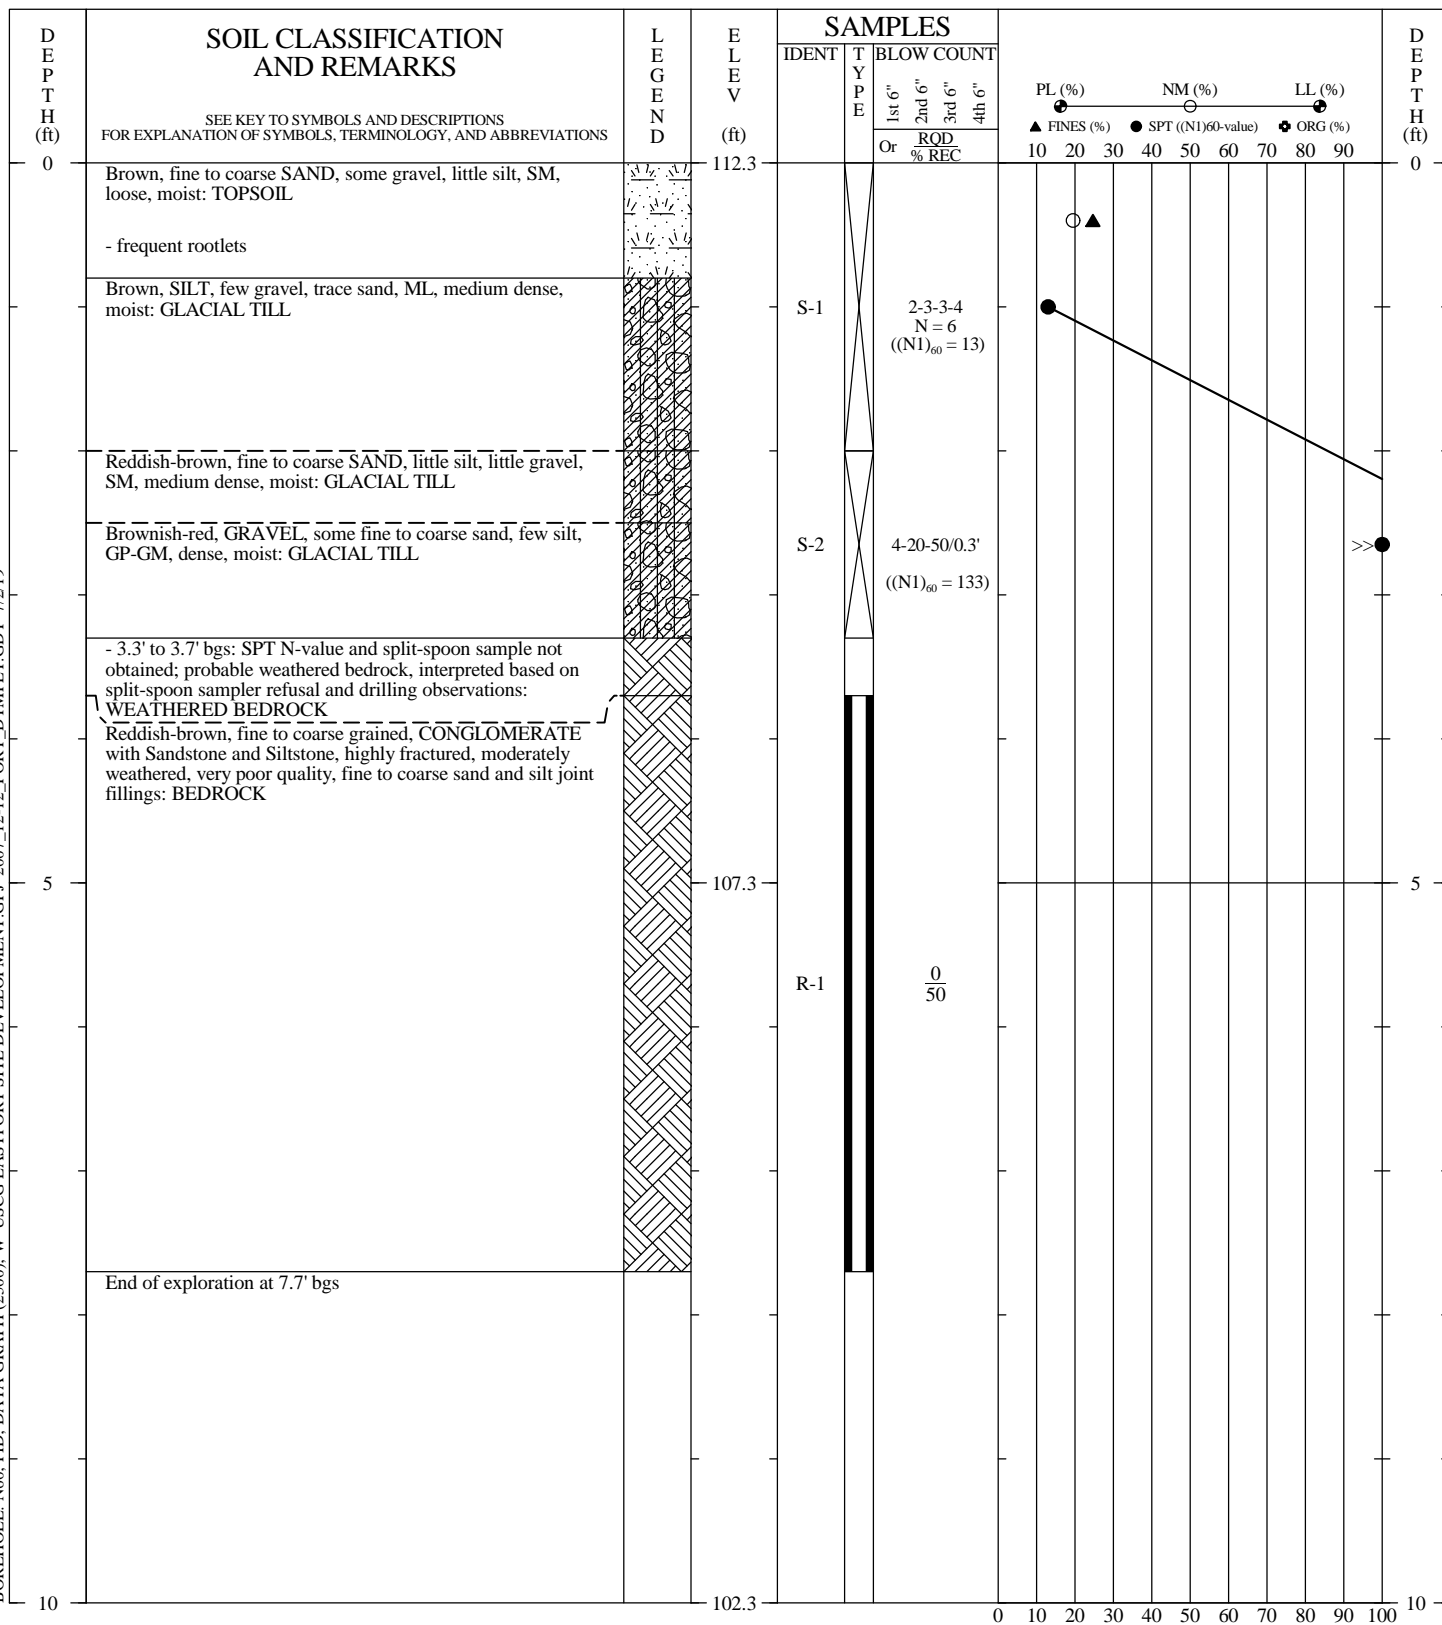 DEPTH (ft)
SOIL CLASSIFICATION
AND REMARKS
SEE KEY TO SYMBOLS AND DESCRIPTIONS
FOR EXPLANATION OF SYMBOLS, TERMINOLOGY, AND ABBREVIATIONS
LEGEND
ELEV (ft)
SAMPLES
IDENT
TYPE
BLOW COUNT
1st 6"
2nd 6"
3rd 6"
4th 6"
Or RQD
% REC
PL (%) NM (%) LL (%)
▲ FINES (%) ● SPT ((N1)60-value) ORG (%)
10 20 30 40 50 60 70 80 90
DEPTH (ft)
0
112.3
0
Brown, fine to coarse SAND, some gravel, little silt, SM,
loose, moist: TOPSOIL
- frequent rootlets
Brown, SILT, few gravel, trace sand, ML, medium dense,
moist: GLACIAL TILL
S-1
2-3-3-4
N = 6
((N1)60 = 13)
Reddish-brown, fine to coarse SAND, little silt, little gravel,
SM, medium dense, moist: GLACIAL TILL
Brownish-red, GRAVEL, some fine to coarse sand, few silt,
GP-GM, dense, moist: GLACIAL TILL
S-2
4-20-50/0.3'
((N1)60 = 133)
>>
- 3.3' to 3.7' bgs: SPT N-value and split-spoon sample not
obtained; probable weathered bedrock, interpreted based on
split-spoon sampler refusal and drilling observations:
WEATHERED BEDROCK
Reddish-brown, fine to coarse grained, CONGLOMERATE
with Sandstone and Siltstone, highly fractured, moderately
weathered, very poor quality, fine to coarse sand and silt joint
fillings: BEDROCK
5
107.3
5
R-1
0
50
End of exploration at 7.7' bgs
10
102.3
10
0 10 20 30 40 50 60 70 80 90 100